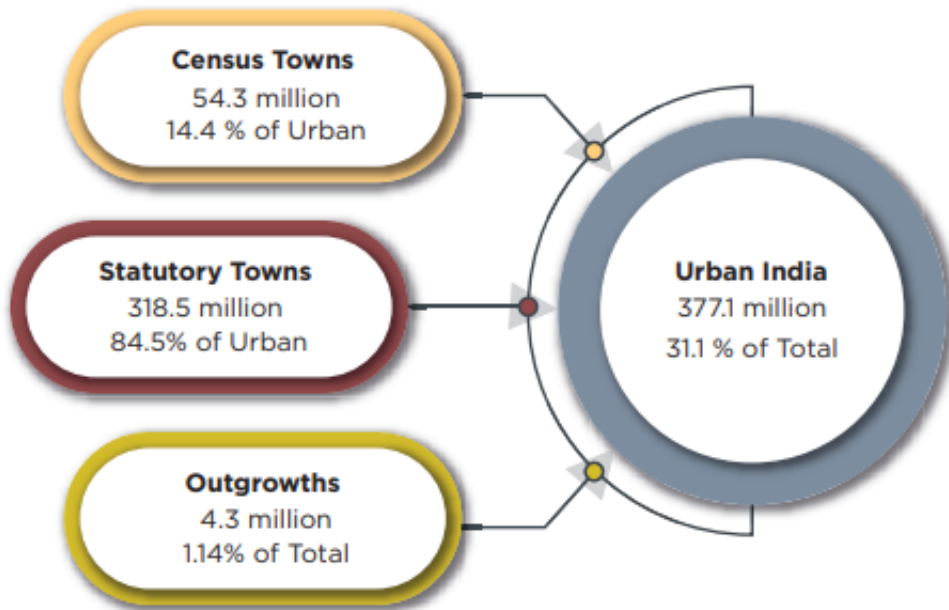 Census Towns
54.3 million
14.4 % of Urban
Statutory Towns
318.5 million
84.5% of Urban
Outgrowths
4.3 million
1.14% of Total
Urban India
377.1 million
31.1 % of Total